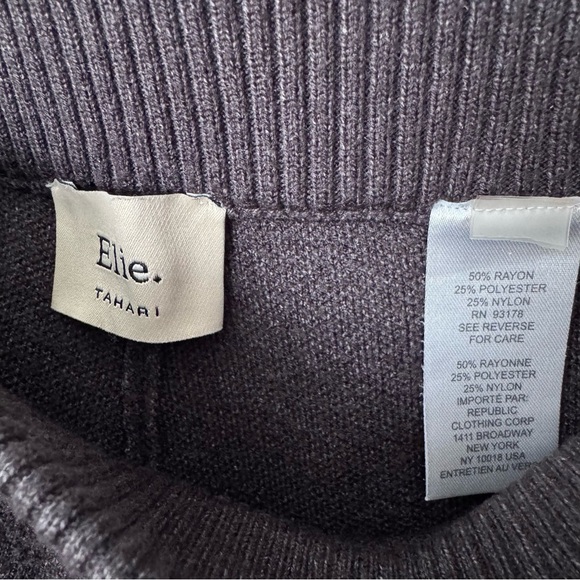 Elie.
TAHARI
50% RAYON
25% POLYESTER
25% NYLON
RN 93178
SEE REVERSE
FOR CARE
50% RAYONNE
25% POLYESTER
25% NYLON
IMPORTÉ PAR:
REPUBLIC
CLOTHING CORP
1411 BROADWAY
NEW YORK
NY 10018 USA
ENTRETIEN AU